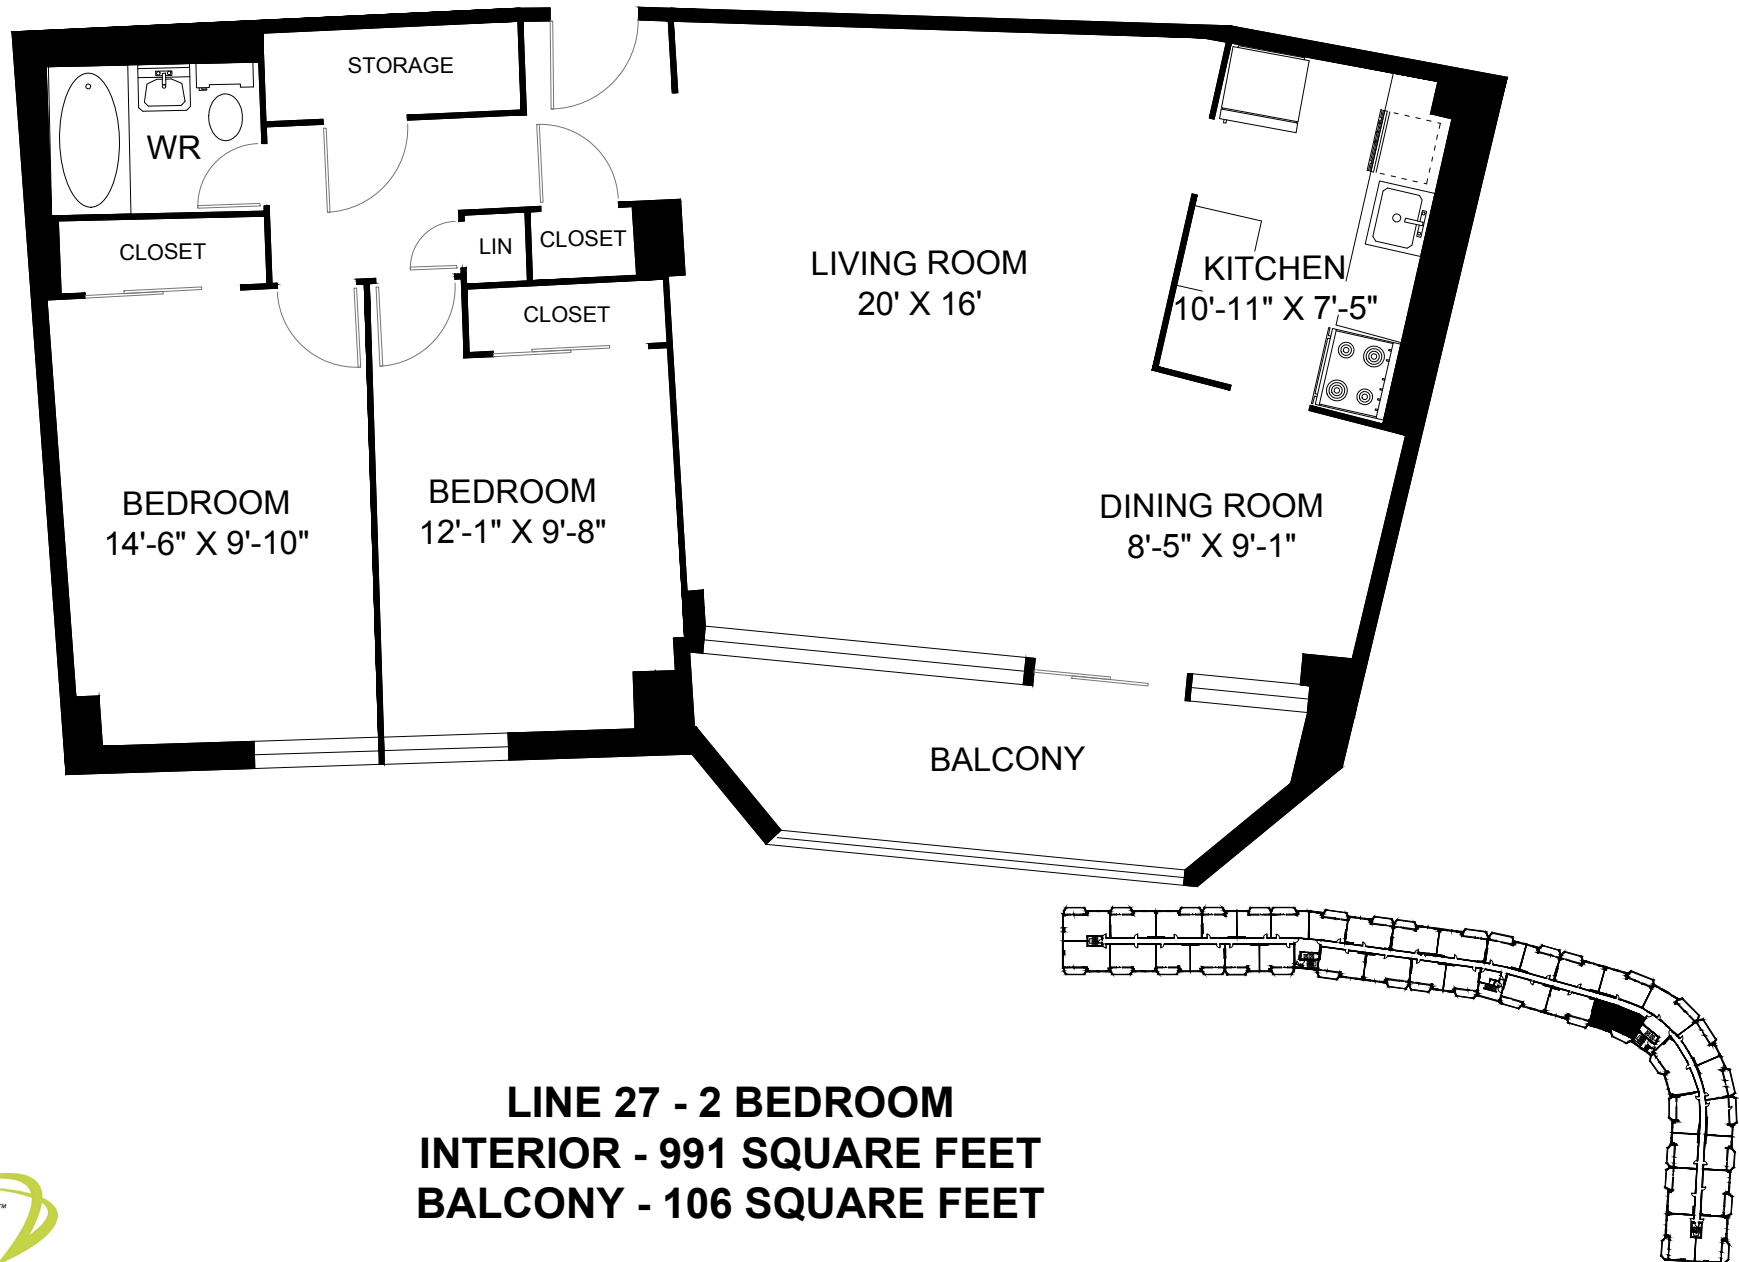 STORAGE
WR
CLOSET
LIN
CLOSET
CLOSET
LIVING ROOM
20' X 16'
KITCHEN
10'-11" X 7'-5"
BEDROOM
14'-6" X 9'-10"
BEDROOM
12'-1" X 9'-8"
DINING ROOM
8'-5" X 9'-1"
BALCONY
LINE 27 - 2 BEDROOM
INTERIOR - 991 SQUARE FEET
BALCONY - 106 SQUARE FEET
TM